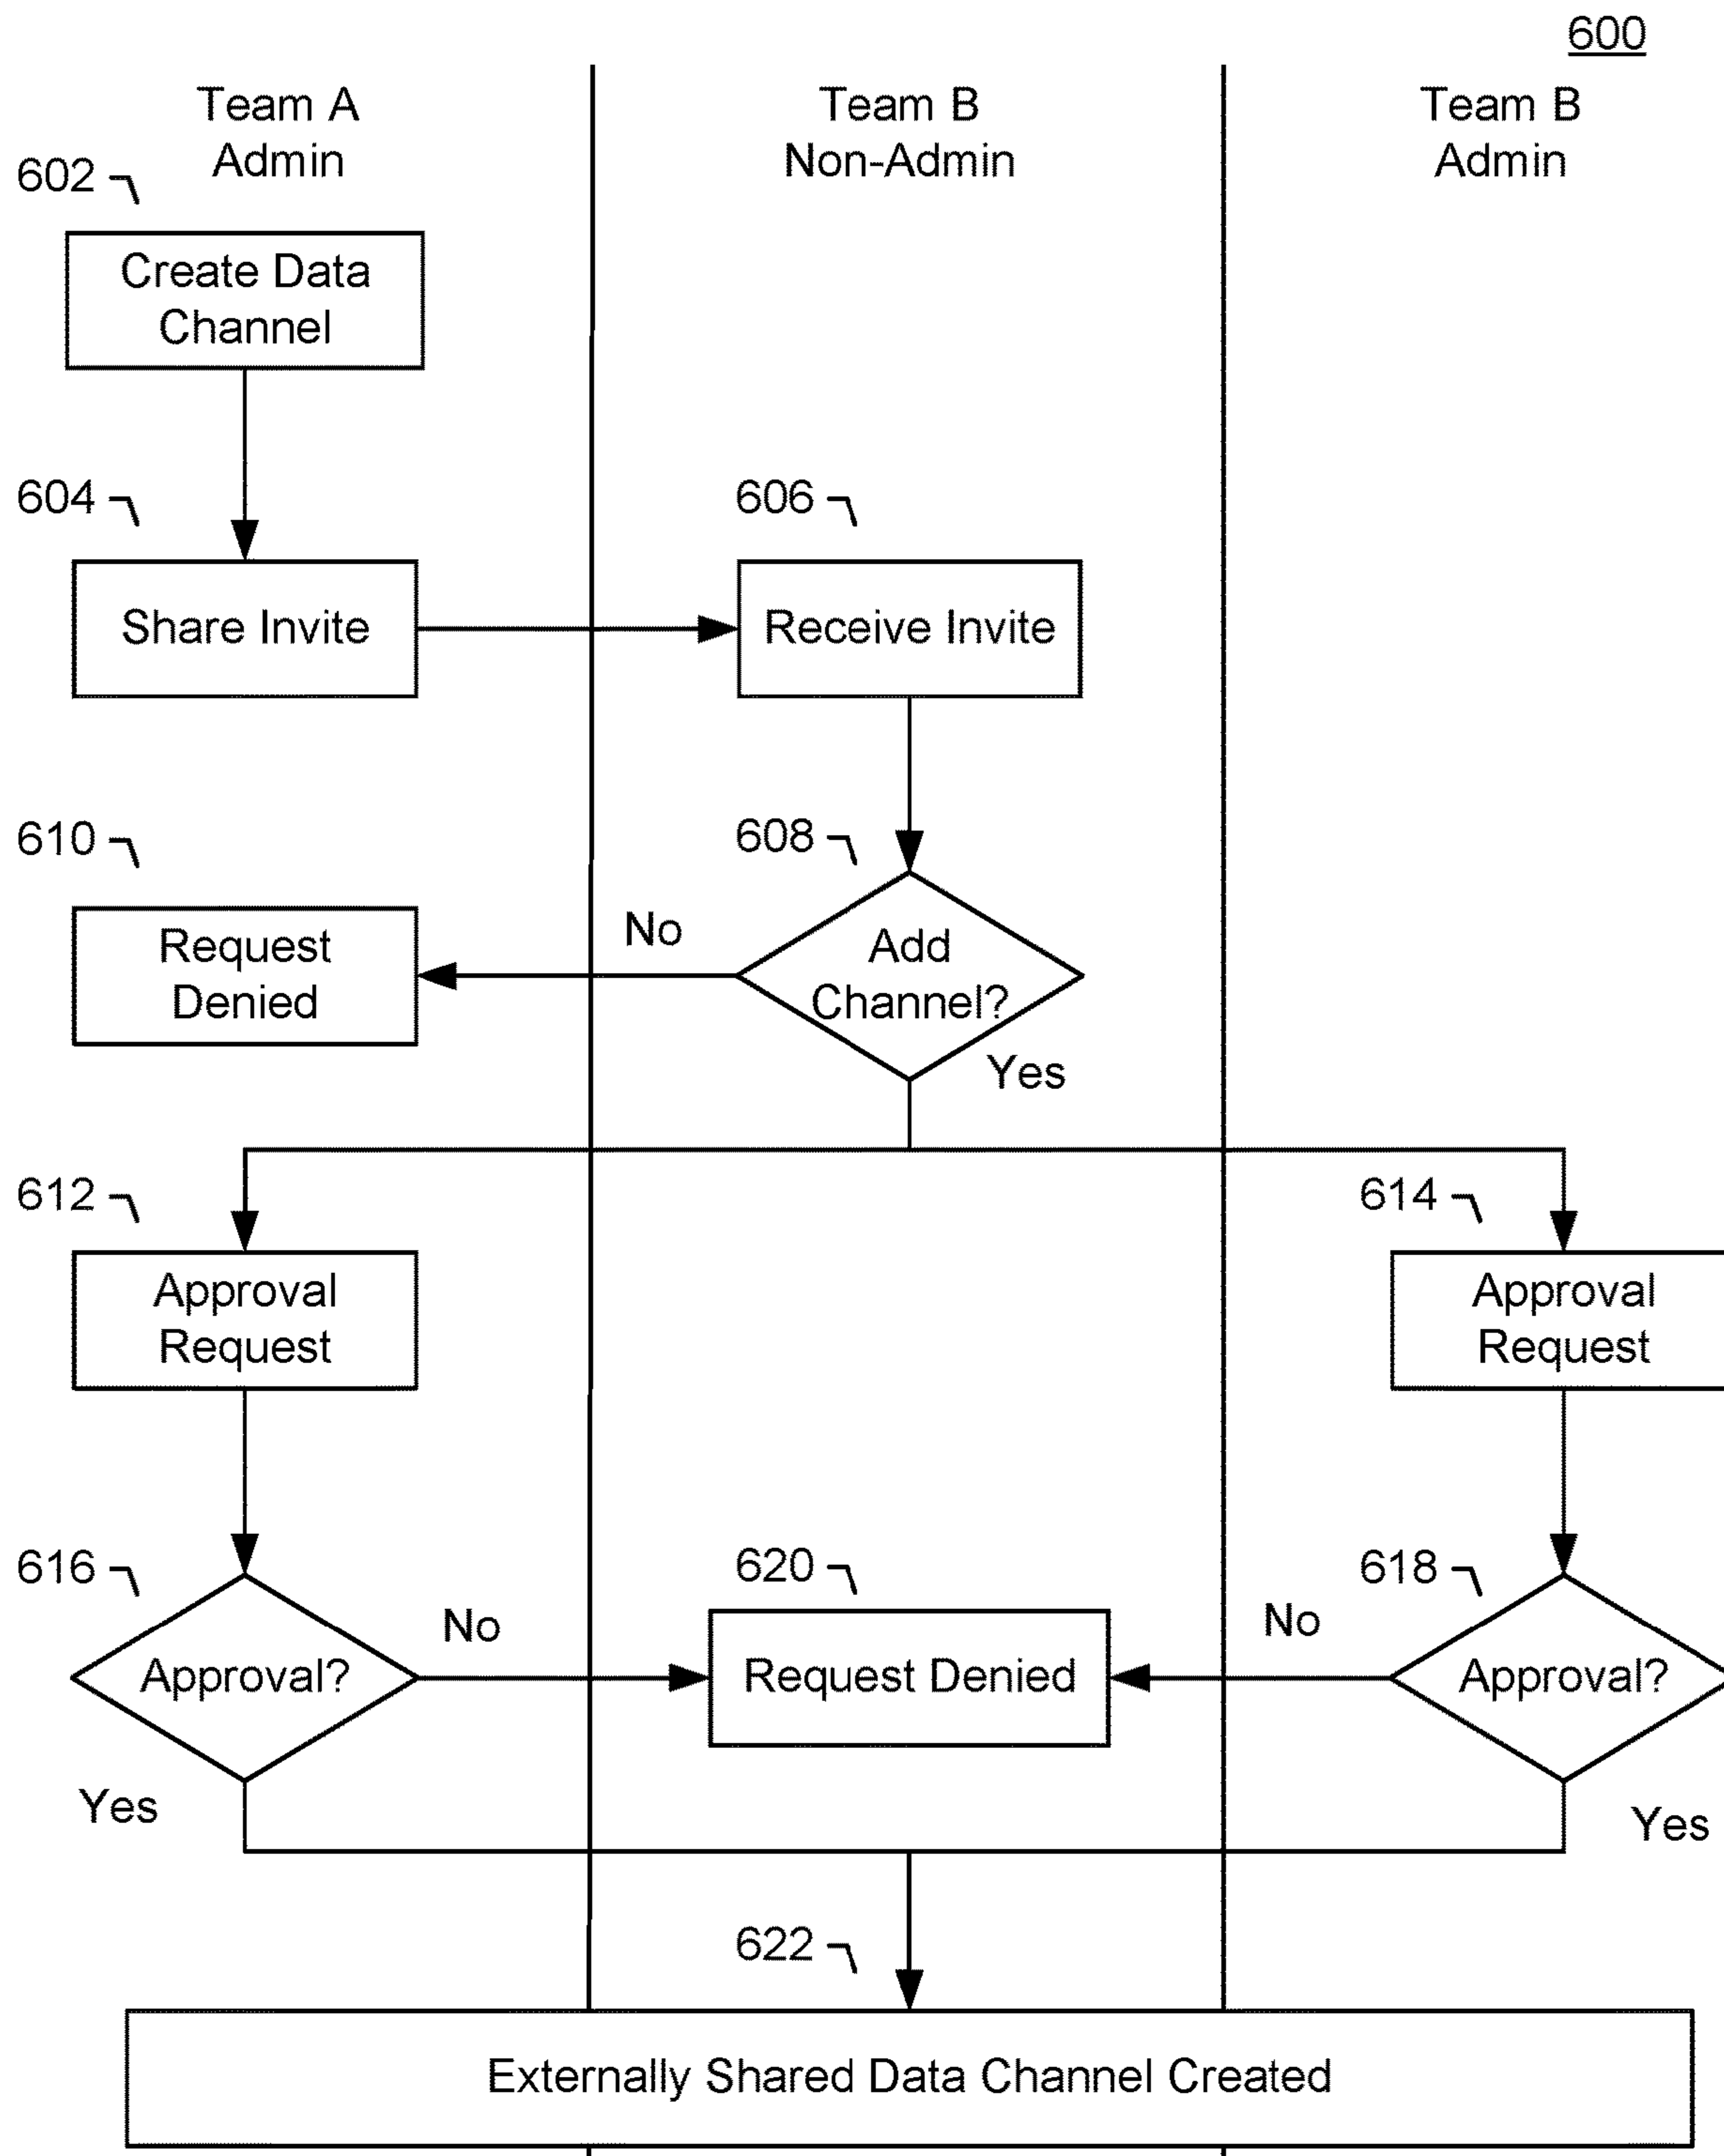 600
Team A
Admin
Team B
Non-Admin
Team B
Admin
602
Create Data
Channel
604
Share Invite
606
Receive Invite
610
Request
Denied
No
608
Add
Channel?
Yes
612
Approval
Request
614
Approval
Request
616
Approval?
No
Yes
620
Request Denied
618
No
Approval?
Yes
622
Externally Shared Data Channel Created